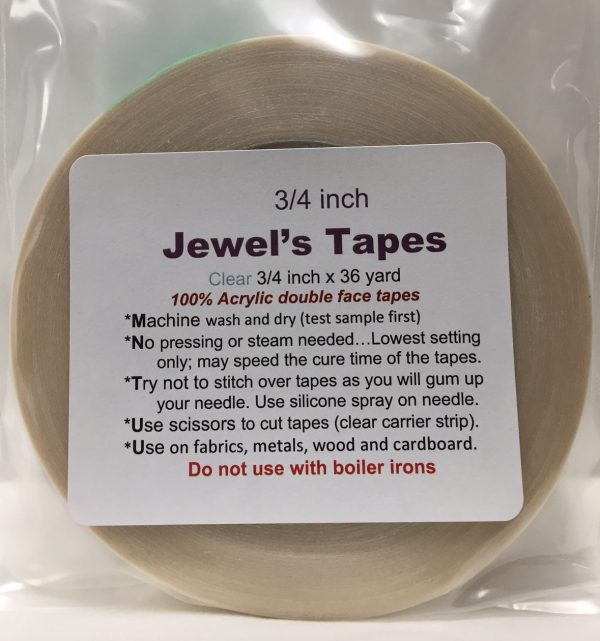 3/4 inch
Jewel's Tapes
Clear 3/4 inch x 36 yard
100% Acrylic double face tapes
*Machine wash and dry (test sample first)
*No pressing or steam needed...Lowest setting
only; may speed the cure time of the tapes.
*Try not to stitch over tapes as you will gum up
your needle. Use silicone spray on needle.
*Use scissors to cut tapes (clear carrier strip).
*Use on fabrics, metals, wood and cardboard.
Do not use with boiler irons